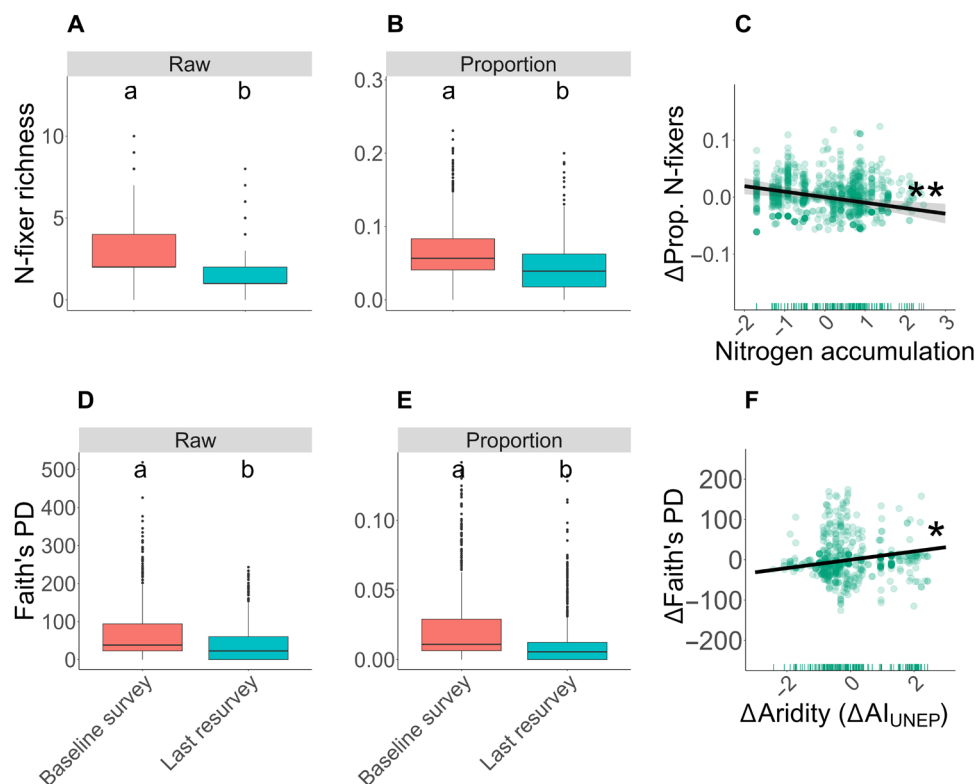 A
Raw
a
b
N-fixer richness
10
5
0
B
Proportion
a
b
0.3
0.2
0.1
0.0
C
ΔProp. N-fixers
0.1
0.0
−0.1
**
−2
−1
0
1
2
3
Nitrogen accumulation
D
Raw
a
b
Faith's PD
500
400
300
200
100
0
Baseline survey
Last resurvey
E
Proportion
a
b
0.10
0.05
0.00
Baseline survey
Last resurvey
F
ΔFaith's PD
200
100
0
−100
−200
*
−2
0
2
ΔAridity (ΔAI_UNEP)